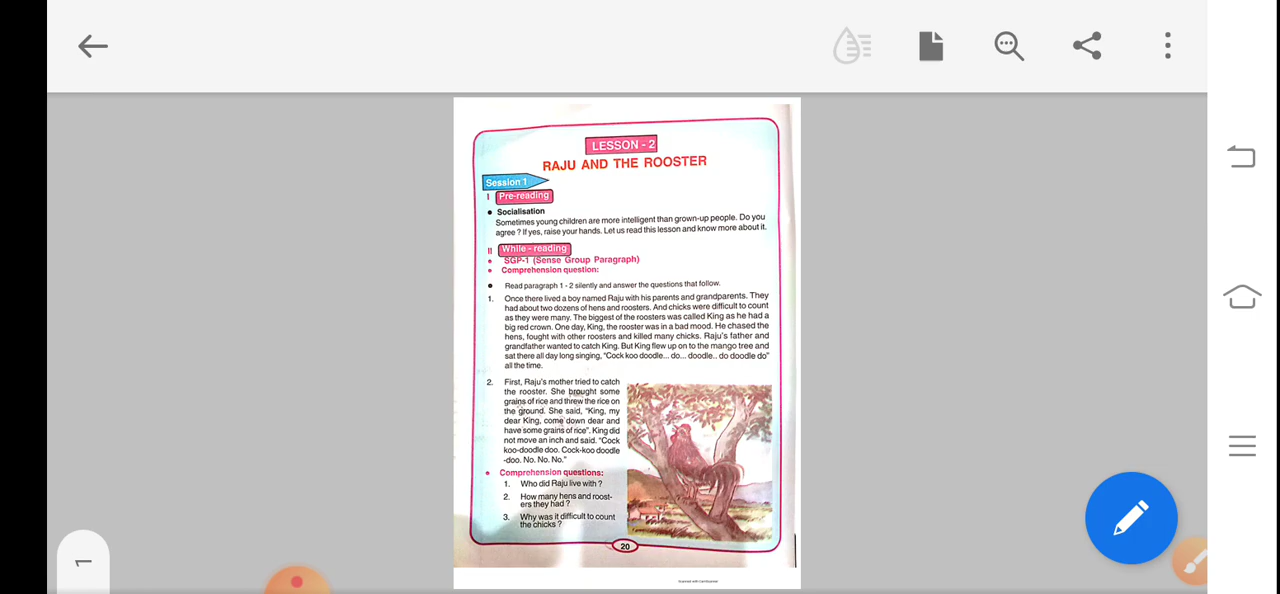 LESSON - 2
RAJU AND THE ROOSTER
Session 1
I Pre-reading
• Socialisation
Sometimes young children are more intelligent than grown-up people. Do you
agree ? If yes, raise your hands. Let us read this lesson and know more about it.
II While - reading
• SGP-1 (Sense Group Paragraph)
• Comprehension question:
• Read paragraph 1 - 2 silently and answer the questions that follow.
1. Once there lived a boy named Raju with his parents and grandparents. They
had about two dozens of hens and roosters. And chicks were difficult to count
as they were many. The biggest of the roosters was called King as he had a
big red crown. One day, King, the rooster was in a bad mood. He chased the
hens, fought with other roosters and killed many chicks. Raju's father and
grandfather wanted to catch King. But King flew up on to the mango tree and
sat there all day long singing, "Cock koo doodle... do... doodle.. do doodle do"
all the time.
2. First, Raju's mother tried to catch
the rooster. She brought some
grains of rice and threw the rice on
the ground. She said, "King, my
dear King, come down dear and
have some grains of rice". King did
not move an inch and said. "Cock
koo-doodle doo. Cock-koo doodle
-doo. No. No. No."
• Comprehension questions:
1. Who did Raju live with ?
2. How many hens and roost-
ers they had ?
3. Why was it difficult to count
the chicks ?
20
Scanned with CamScanner
1